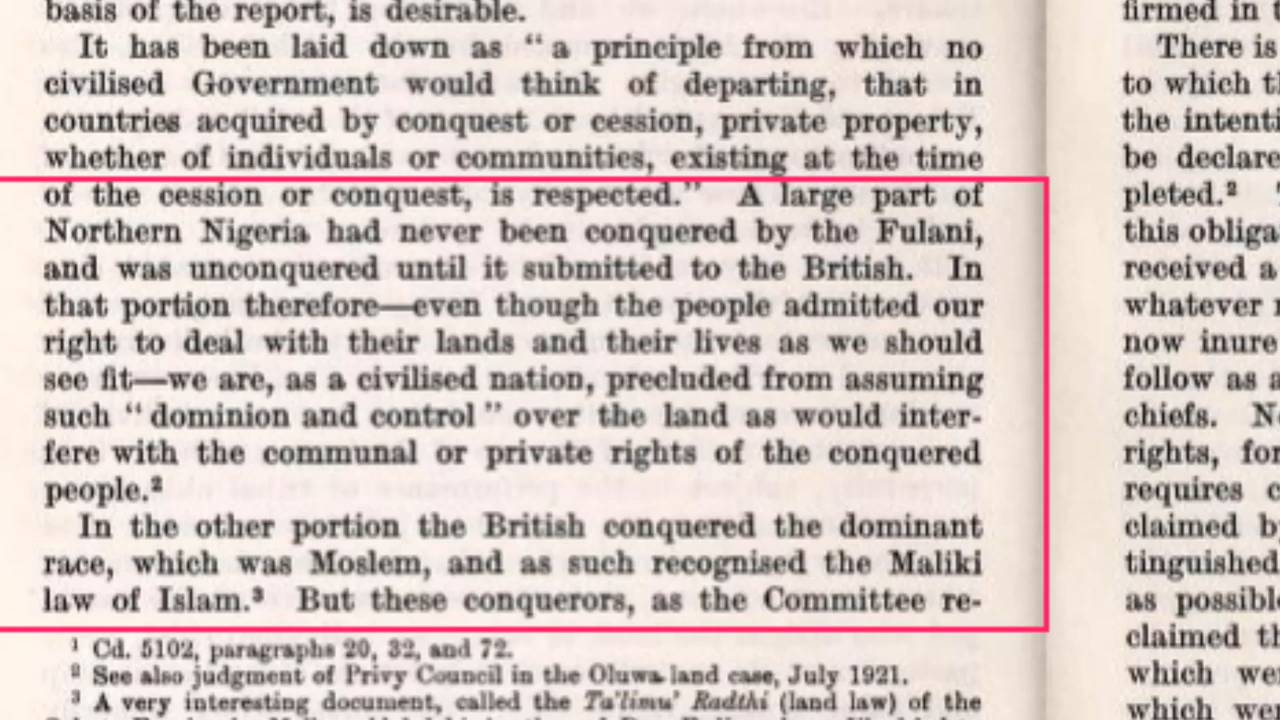 basis of the report, is desirable.
It has been laid down as “ a principle from which no
civilised Government would think of departing, that in
countries acquired by conquest or cession, private property,
whether of individuals or communities, existing at the time
of the cession or conquest, is respected.” A large part of
Northern Nigeria had never been conquered by the Fulani,
and was unconquered until it submitted to the British. In
that portion therefore—even though the people admitted our
right to deal with their lands and their lives as we should
see fit—we are, as a civilised nation, precluded from assuming
such “ dominion and control ” over the land as would inter-
fere with the communal or private rights of the conquered
people.²
In the other portion the British conquered the dominant
race, which was Moslem, and as such recognised the Maliki
law of Islam.³ But these conquerors, as the Committee re-
¹ Cd. 5102, paragraphs 20, 32, and 72.
² See also judgment of Privy Council in the Oluwa land case, July 1921.
³ A very interesting document, called the Ta'limu' Radthi (land law) of the
firmed in
There is
to which
the
be
pleted.²
this
received a
whatever
now inure
follow as
chiefs.
rights,
requires
claimed
as
claimed
which
which